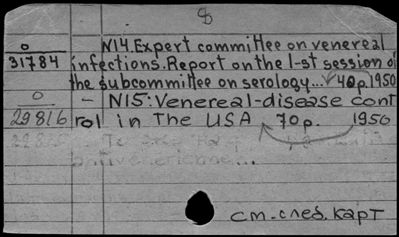 8
0 N14. Expert committee on venereal
31784 infections. Report on the 1-st session of
the subcommittee on serology... 40p. 1950
0 - N15: Venereal-disease cont
29816 rol in The USA 70p. 1950
см. след. карт